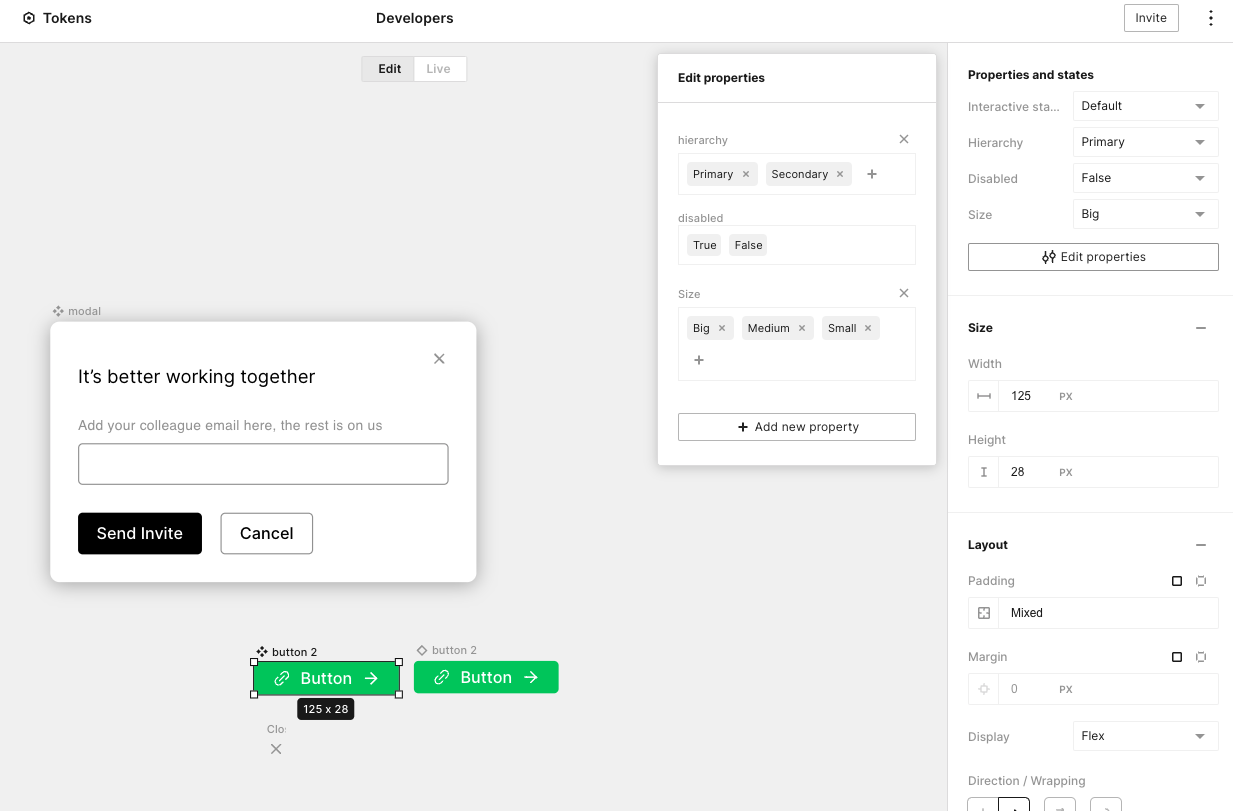 Tokens
Developers
Invite
Edit
Live
modal
It’s better working together
Add your colleague email here, the rest is on us
Send Invite
Cancel
button 2
Button
125 x 28
button 2
Button
Edit properties
hierarchy
Primary
Secondary
disabled
True
False
Size
Big
Medium
Small
Add new property
Properties and states
Interactive sta...
Default
Hierarchy
Primary
Disabled
False
Size
Big
Edit properties
Size
Width
125 PX
Height
28 PX
Layout
Padding
Mixed
Margin
0 PX
Display
Flex
Direction / Wrapping